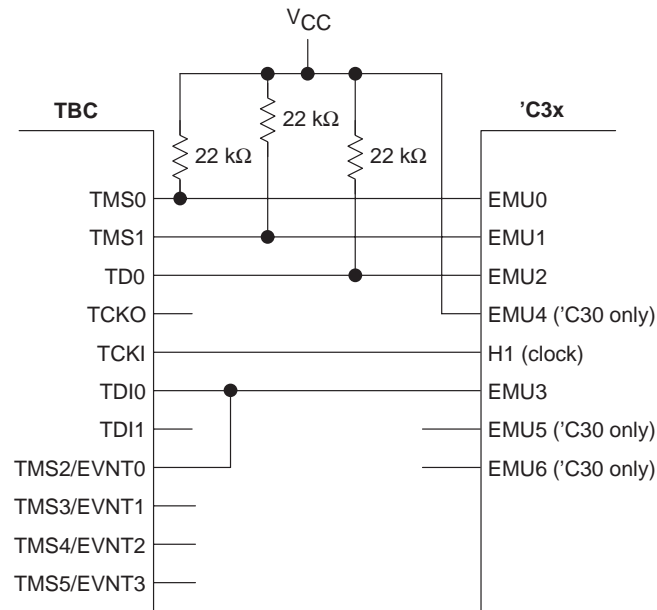 VCC
TBC
'C3x
22 kΩ
22 kΩ
22 kΩ
TMS0
EMU0
TMS1
EMU1
TD0
EMU2
TCKO
EMU4 ('C30 only)
TCKI
H1 (clock)
TDI0
EMU3
TDI1
EMU5 ('C30 only)
TMS2/EVNT0
EMU6 ('C30 only)
TMS3/EVNT1
TMS4/EVNT2
TMS5/EVNT3